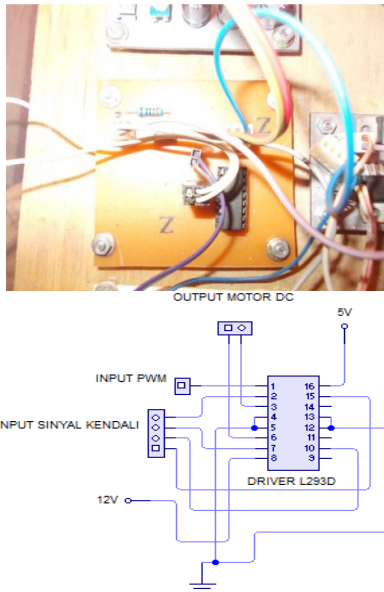 Z
Z
OUTPUT MOTOR DC
5V
INPUT PWM
1 16
2 15
3 14
4 13
5 12
6 11
7 10
8 9
NPUT SINYAL KENDALI
DRIVER L293D
12V